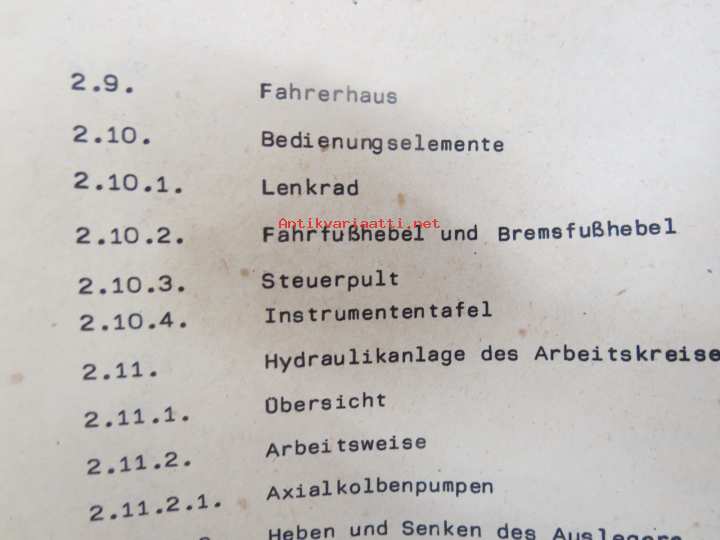 2.9. Fahrerhaus
2.10. Bedienungselemente
2.10.1. Lenkrad
Antikvariaatti.net
2.10.2. Fahrfußhebel und Bremsfußhebel
2.10.3. Steuerpult
2.10.4. Instrumententafel
2.11. Hydraulikanlage des Arbeitskreise
2.11.1. Übersicht
2.11.2. Arbeitsweise
2.11.2.1. Axialkolbenpumpen
Heben und Senken des Auslegers